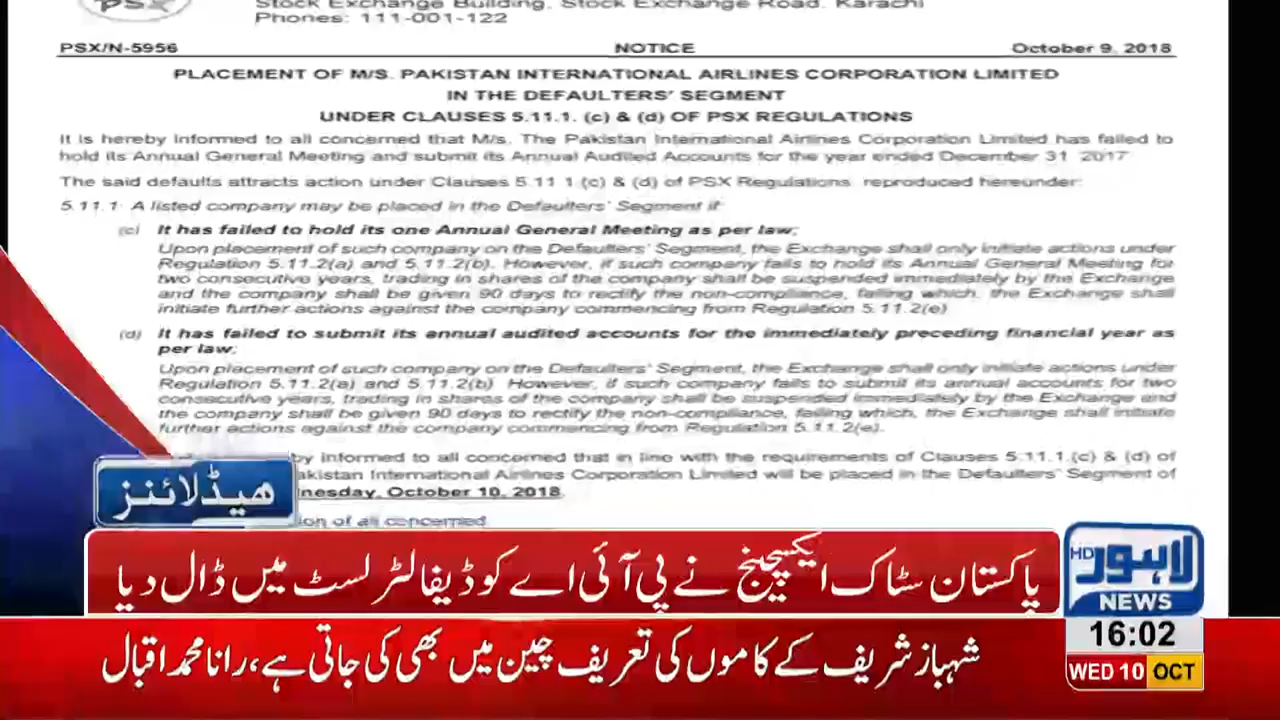 PSX
Stock Exchange Building, Stock Exchange Road, Karachi
Phones: 111-001-122
PSX/N-5956 NOTICE October 9, 2018
PLACEMENT OF M/S. PAKISTAN INTERNATIONAL AIRLINES CORPORATION LIMITED
IN THE DEFAULTERS' SEGMENT
UNDER CLAUSES 5.11.1. (c) & (d) OF PSX REGULATIONS
It is hereby informed to all concerned that M/s. The Pakistan International Airlines Corporation Limited has failed to
hold its Annual General Meeting and submit its Annual Audited Accounts for the year ended December 31 2017
The said defaults attracts action under Clauses 5.11 1.(c) & (d) of PSX Regulations reproduced hereunder:
5.11.1 A listed company may be placed in the Defaulters' Segment if
(c) It has failed to hold its one Annual General Meeting as per law;
Upon placement of such company on the Defaulters' Segment, the Exchange shall only initiate actions under
Regulation 5.11.2(a) and 5.11.2(b). However, if such company fails to hold its Annual General Meeting for
two consecutive years, trading in shares of the company shall be suspended immediately by the Exchange
and the company shall be given 90 days to rectify the non-compliance, failing which, the Exchange shall
initiate further actions against the company commencing from Regulation 5.11.2(e)
(d) It has failed to submit its annual audited accounts for the immediately preceding financial year as
per law;
Upon placement of such company on the Defaulters' Segment, the Exchange shall only initiate actions under
Regulation 5.11.2(a) and 5.11.2(b) However, if such company fails to submit its annual accounts for two
consecutive years, trading in shares of the company shall be suspended immediately by the Exchange and
the company shall be given 90 days to rectify the non-compliance, failing which, the Exchange shall initiate
further actions against the company commencing from Regulation 5.11.2(e).
by informed to all concerned that in line with the requirements of Clauses 5.11.1.(c) & (d) of
akistan International Airlines Corporation Limited will be placed in the Defaulters' Segment of
nesday, October 10, 2018
ion of all concerned
ہیڈلائنز
پاکستان سٹاک ایکسچینج نے پی آئی اے کو ڈیفالٹر لسٹ میں ڈال دیا
HD لاہور
NEWS
16:02
شہباز شریف کے کاموں کی تعریف چین میں بھی کی جاتی ہے، رانا محمد اقبال
WED 10 OCT